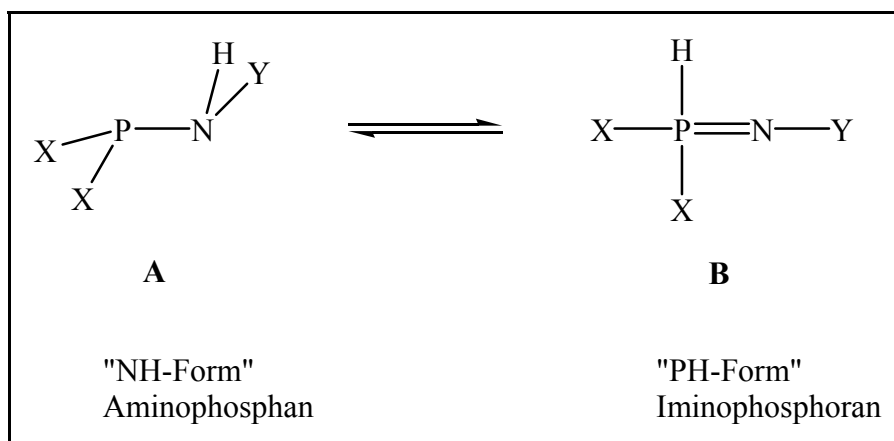 H
Y
X
P
N
X
H
X
P
N
Y
X
A
B
"NH-Form"
Aminophosphan
"PH-Form"
Iminophosphoran